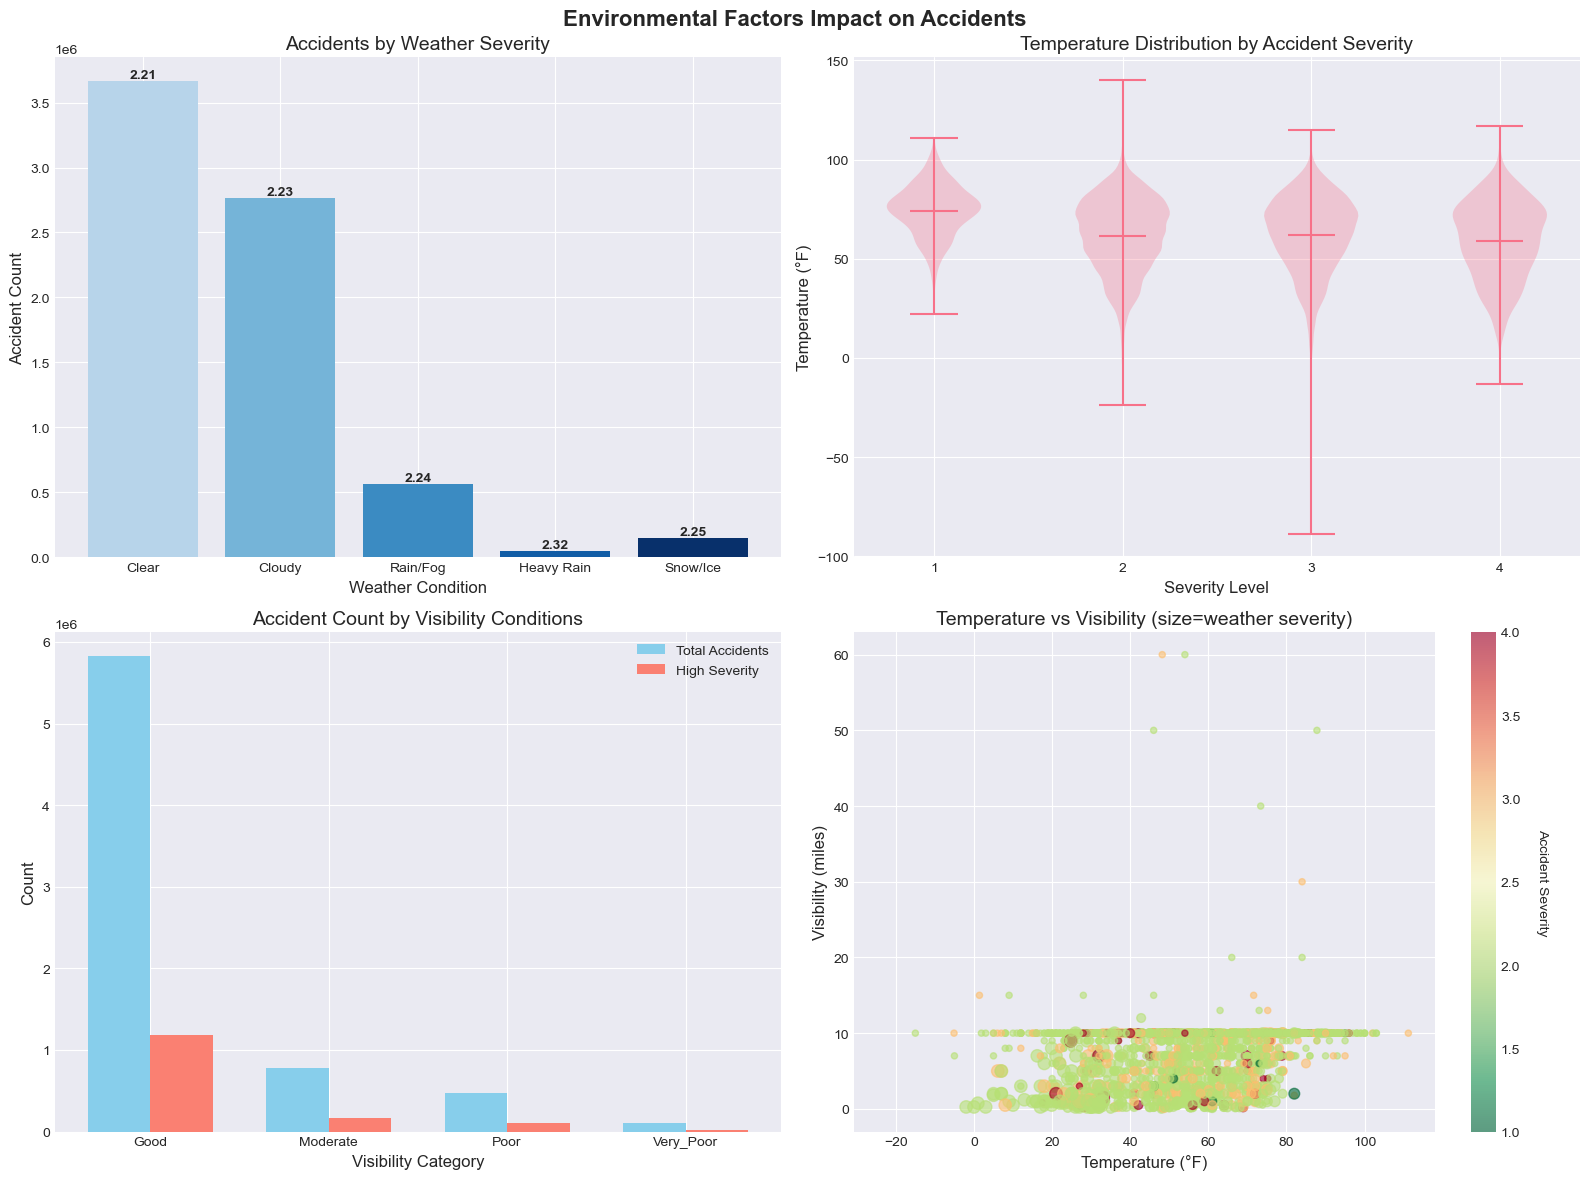 Environmental Factors Impact on Accidents
Accidents by Weather Severity
1e6
3.5
3.0
2.5
2.0
1.5
1.0
0.5
0.0
Accident Count
2.21
2.23
2.24
2.32
2.25
Clear Cloudy Rain/Fog Heavy Rain Snow/Ice
Weather Condition
Temperature Distribution by Accident Severity
150
100
50
0
−50
−100
Temperature (°F)
1 2 3 4
Severity Level
Accident Count by Visibility Conditions
1e6
Total Accidents
High Severity
6
5
4
3
2
1
0
Count
Good Moderate Poor Very_Poor
Visibility Category
Temperature vs Visibility (size=weather severity)
60
50
40
30
20
10
0
Visibility (miles)
−20 0 20 40 60 80 100
Temperature (°F)
4.0
3.5
3.0
2.5
2.0
1.5
1.0
Accident Severity